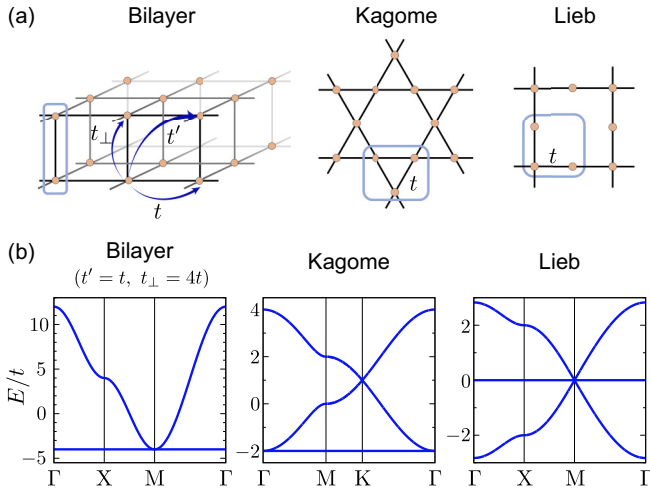 (a) Bilayer Kagome Lieb
t⊥ t′ t t t
(b) Bilayer Kagome Lieb
(t′ = t, t⊥ = 4t)
E/t
10 5 0 −5
Γ X M Γ
4 2 0 −2
Γ M K Γ
2 0 −2
Γ X M Γ